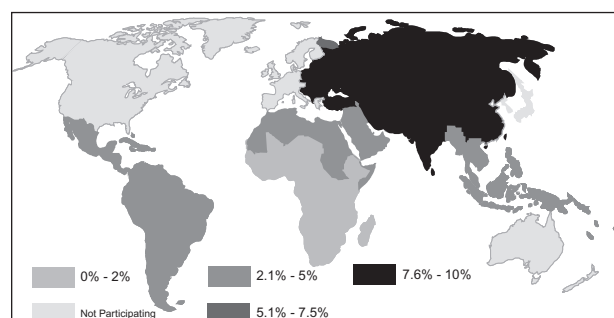 0% - 2%
2.1% - 5%
7.6% - 10%
Not Participating
5.1% - 7.5%